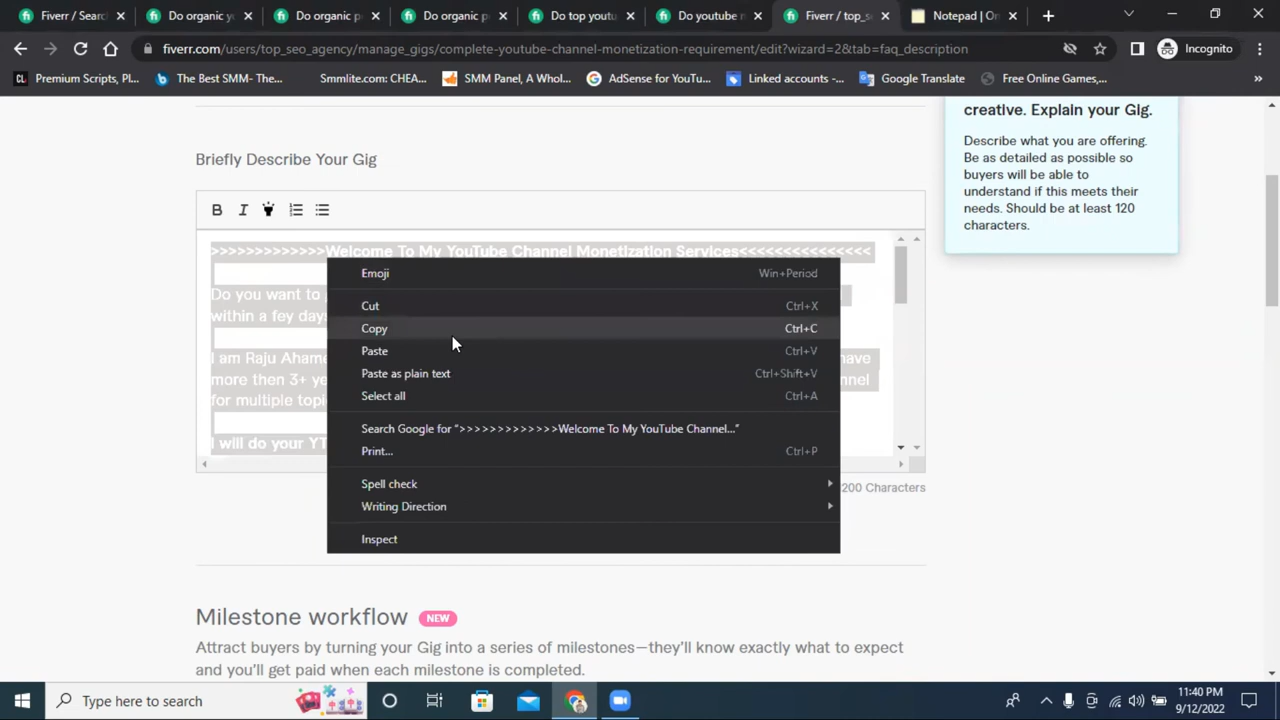 Fiverr / Searc
Do organic y
Do organic p
Do organic p
Do top youtu
Do youtube n
Fiverr / top_s
Notepad | On
fiverr.com/users/top_seo_agency/manage_gigs/complete-youtube-channel-monetization-requirement/edit?wizard=2&tab=faq_description
Incognito
Premium Scripts, Pl...
The Best SMM- The...
Smmlite.com: CHEA...
SMM Panel, A Whol...
AdSense for YouTu...
Linked accounts -...
Google Translate
Free Online Games,...
»
creative. Explain your Gig.
Describe what you are offering.
Be as detailed as possible so
buyers will be able to
understand if this meets their
needs. Should be at least 120
characters.
Briefly Describe Your Gig
B I
>>>>>>>>>>>>>Welcome To My YouTube Channel Monetization Services<<<<<<<<<<<<<<<
Do you want to
within a fey days
I am Raju Ahame
have
more then 3+ ye
nnel
for multiple topi
I will do your YT
Emoji Win+Period
Cut Ctrl+X
Copy Ctrl+C
Paste Ctrl+V
Paste as plain text Ctrl+Shift+V
Select all Ctrl+A
Search Google for “>>>>>>>>>>>>>Welcome To My YouTube Channel...”
Print... Ctrl+P
Spell check
Writing Direction
Inspect
200 Characters
Milestone workflow NEW
Attract buyers by turning your Gig into a series of milestones—they'll know exactly what to expect
and you'll get paid when each milestone is completed.
Type here to search
11:40 PM
9/12/2022